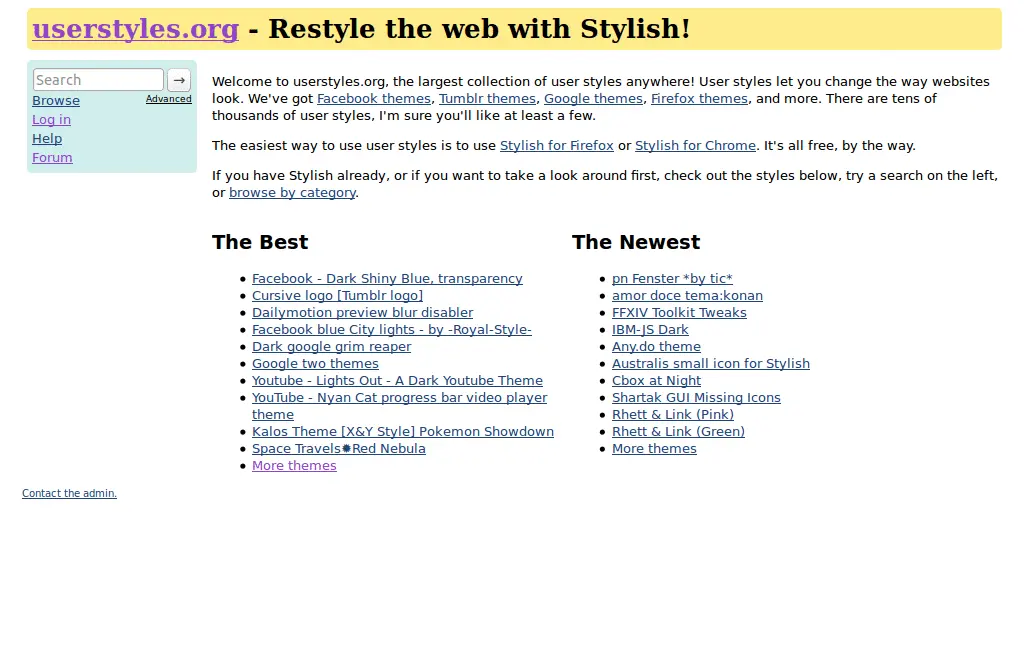 userstyles.org - Restyle the web with Stylish!
Search →
Browse Advanced
Log in
Help
Forum
Welcome to userstyles.org, the largest collection of user styles anywhere! User styles let you change the way websites
look. We've got Facebook themes, Tumblr themes, Google themes, Firefox themes, and more. There are tens of
thousands of user styles, I'm sure you'll like at least a few.
The easiest way to use user styles is to use Stylish for Firefox or Stylish for Chrome. It's all free, by the way.
If you have Stylish already, or if you want to take a look around first, check out the styles below, try a search on the left,
or browse by category.
The Best
• Facebook - Dark Shiny Blue, transparency
• Cursive logo [Tumblr logo]
• Dailymotion preview blur disabler
• Facebook blue City lights - by -Royal-Style-
• Dark google grim reaper
• Google two themes
• Youtube - Lights Out - A Dark Youtube Theme
• YouTube - Nyan Cat progress bar video player
theme
• Kalos Theme [X&Y Style] Pokemon Showdown
• Space Travels✹Red Nebula
• More themes
The Newest
• pn Fenster *by tic*
• amor doce tema:konan
• FFXIV Toolkit Tweaks
• IBM-JS Dark
• Any.do theme
• Australis small icon for Stylish
• Cbox at Night
• Shartak GUI Missing Icons
• Rhett & Link (Pink)
• Rhett & Link (Green)
• More themes
Contact the admin.